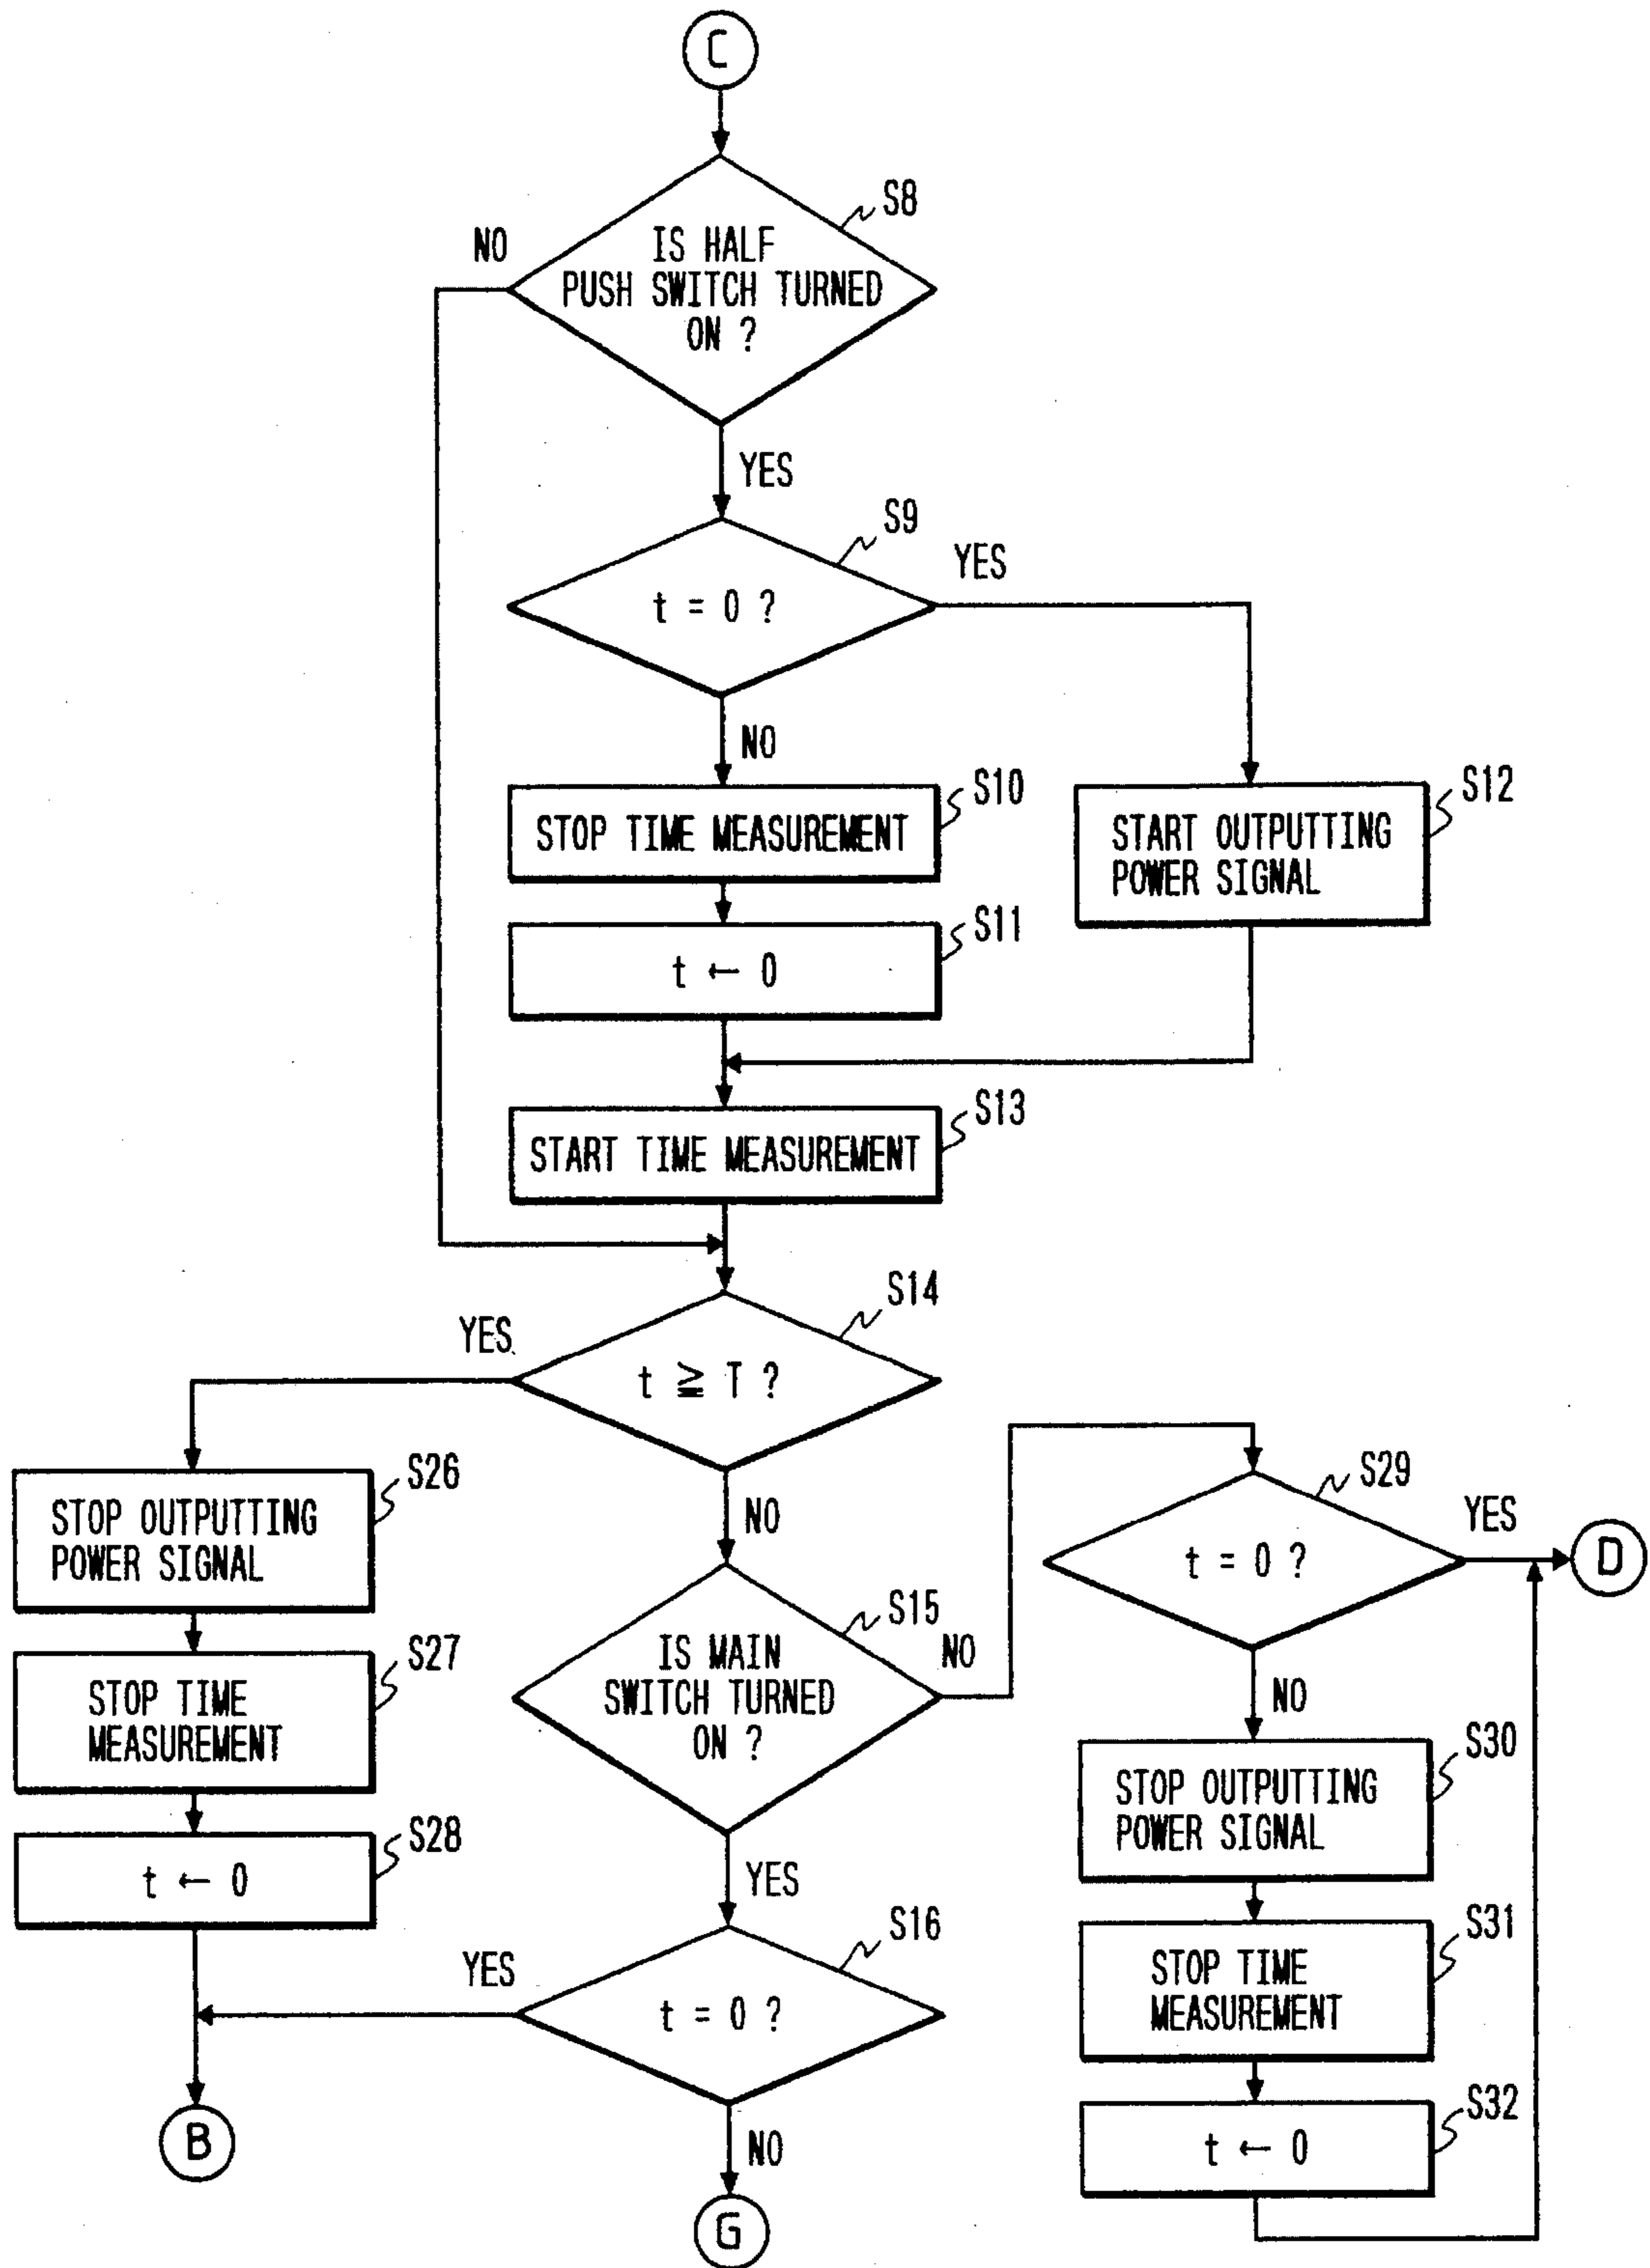 C
S8
NO
IS HALF
PUSH SWITCH TURNED
ON ?
YES
S9
YES
t = 0 ?
NO
S10
STOP TIME MEASUREMENT
S12
START OUTPUTTING
POWER SIGNAL
S11
t ← 0
S13
START TIME MEASUREMENT
S14
YES
t ≧ T ?
NO
S26
STOP OUTPUTTING
POWER SIGNAL
S29
YES
t = 0 ?
D
NO
S15
NO
IS MAIN
SWITCH TURNED
ON ?
YES
S27
STOP TIME
MEASUREMENT
S30
STOP OUTPUTTING
POWER SIGNAL
S28
t ← 0
S16
YES
t = 0 ?
NO
S31
STOP TIME
MEASUREMENT
S32
t ← 0
B
G